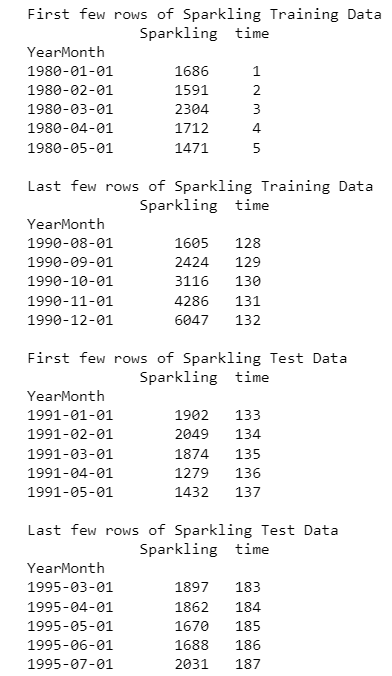 First few rows of Sparkling Training Data
Sparkling time
YearMonth
1980-01-01 1686 1
1980-02-01 1591 2
1980-03-01 2304 3
1980-04-01 1712 4
1980-05-01 1471 5
Last few rows of Sparkling Training Data
Sparkling time
YearMonth
1990-08-01 1605 128
1990-09-01 2424 129
1990-10-01 3116 130
1990-11-01 4286 131
1990-12-01 6047 132
First few rows of Sparkling Test Data
Sparkling time
YearMonth
1991-01-01 1902 133
1991-02-01 2049 134
1991-03-01 1874 135
1991-04-01 1279 136
1991-05-01 1432 137
Last few rows of Sparkling Test Data
Sparkling time
YearMonth
1995-03-01 1897 183
1995-04-01 1862 184
1995-05-01 1670 185
1995-06-01 1688 186
1995-07-01 2031 187